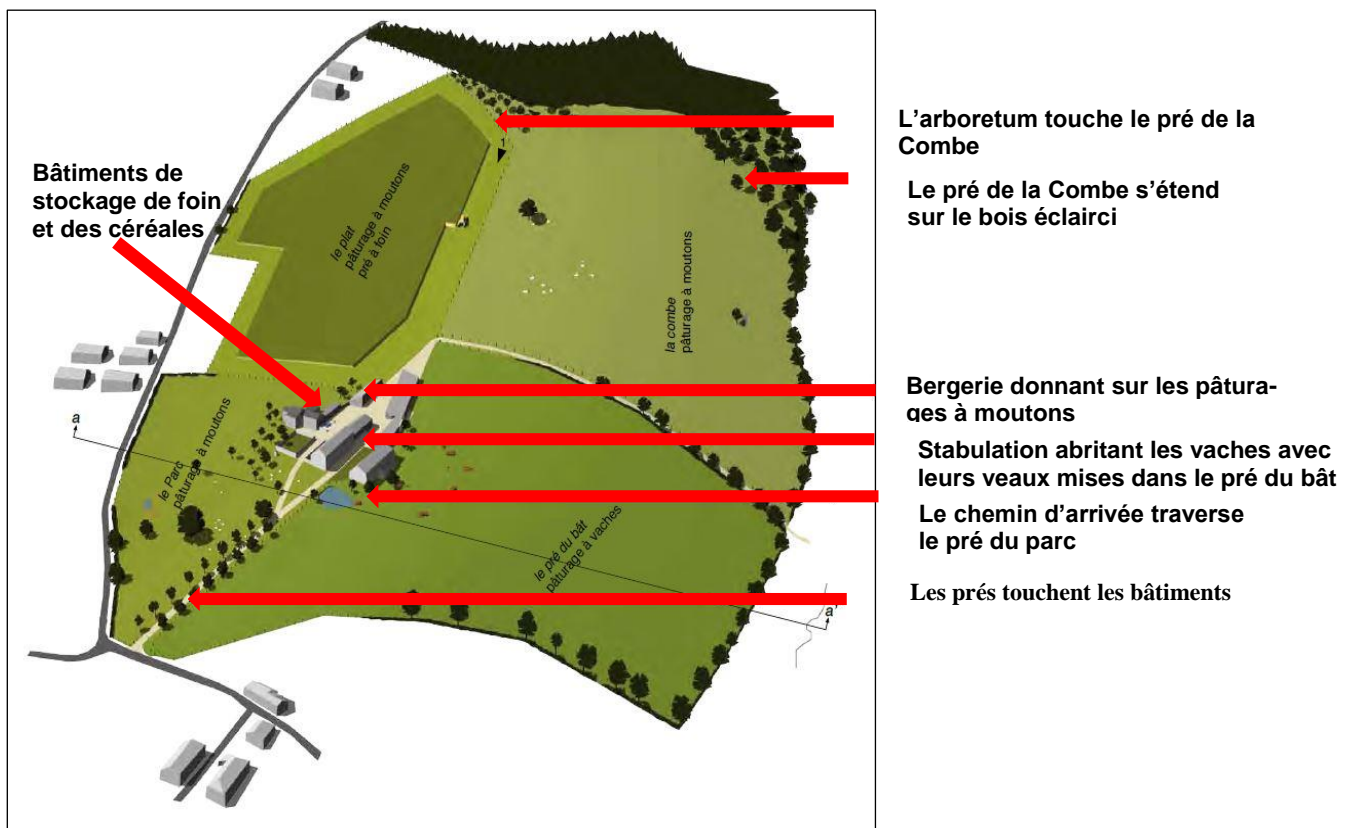 L'arboretum touche le pré de la
Combe
Le pré de la Combe s'étend
sur le bois éclairci
Bâtiments de
stockage de foin
et des céréales
1
le plat
pâturage à moutons
pré à foin
la combe
pâturage à moutons
Bergerie donnant sur les pâtura-
ges à moutons
Stabulation abritant les vaches avec
leurs veaux mises dans le pré du bât
Le chemin d'arrivée traverse
le pré du parc
Les prés touchent les bâtiments
a
le Parc
pâturage à moutons
le pré du bât
pâturage à vaches
a'